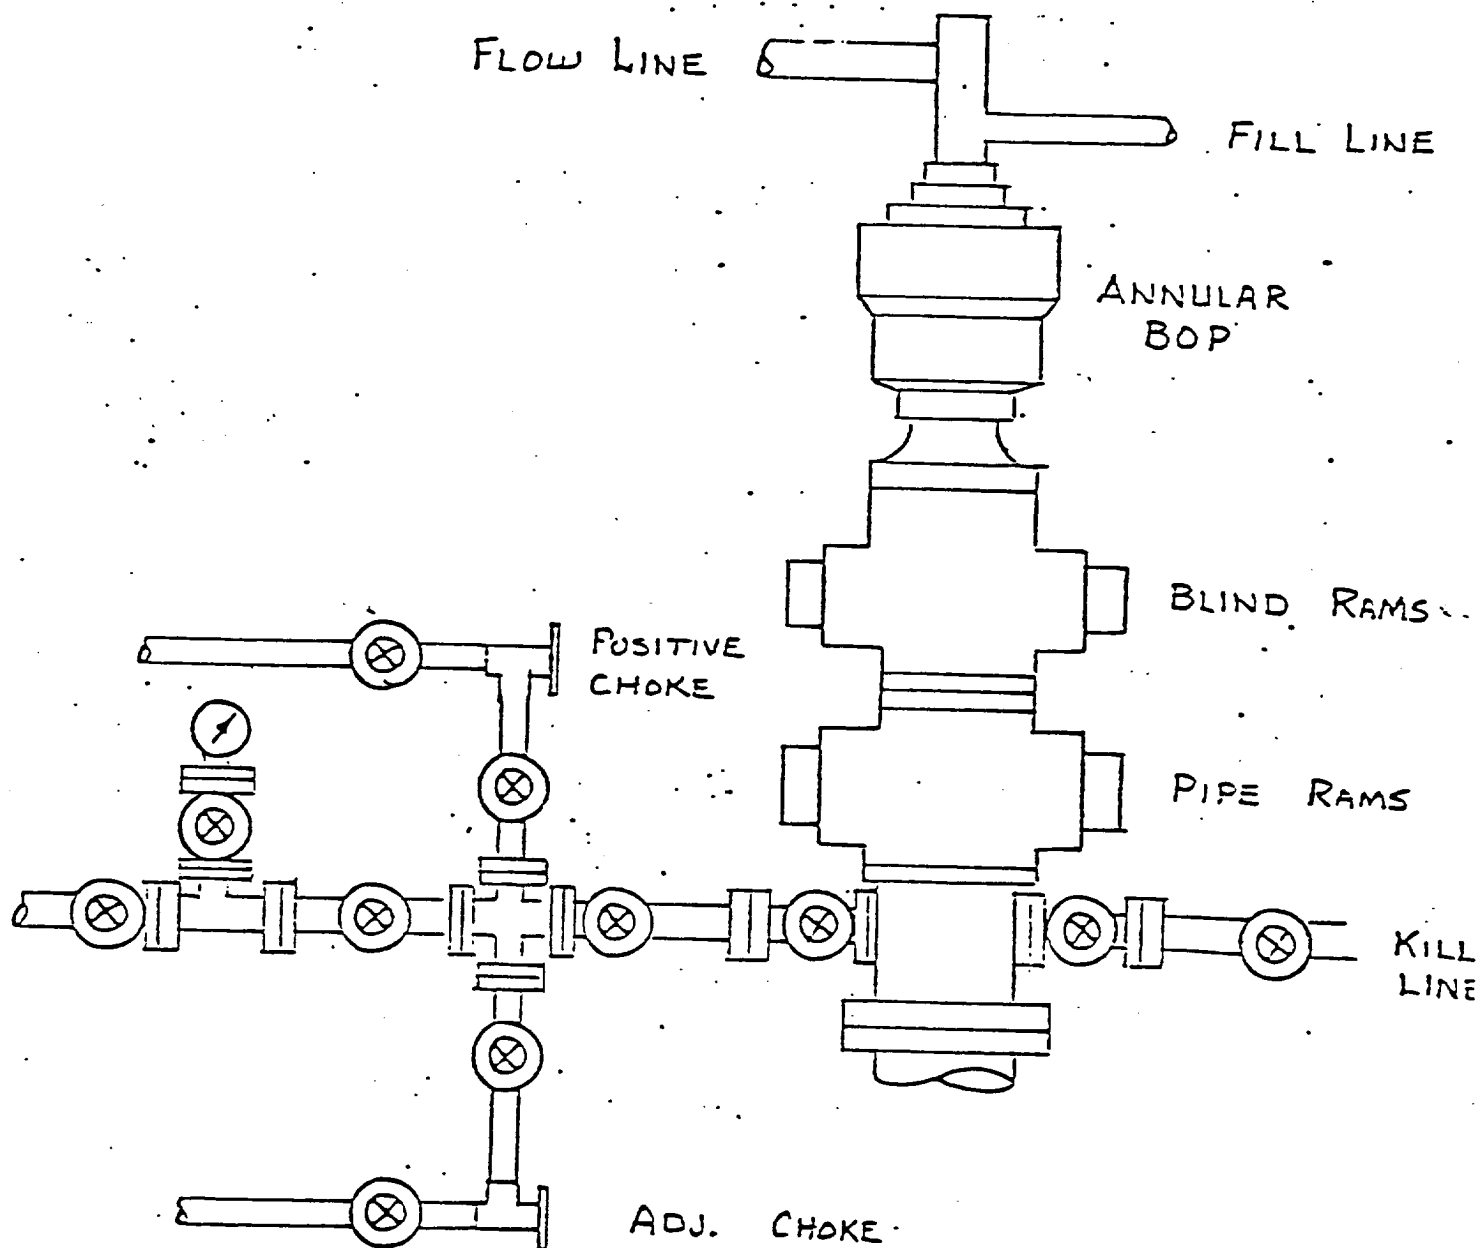 FLOW LINE
FILL LINE
ANNULAR
BOP
BLIND RAMS
POSITIVE
CHOKE
PIPE RAMS
KILL
LINE
ADJ. CHOKE